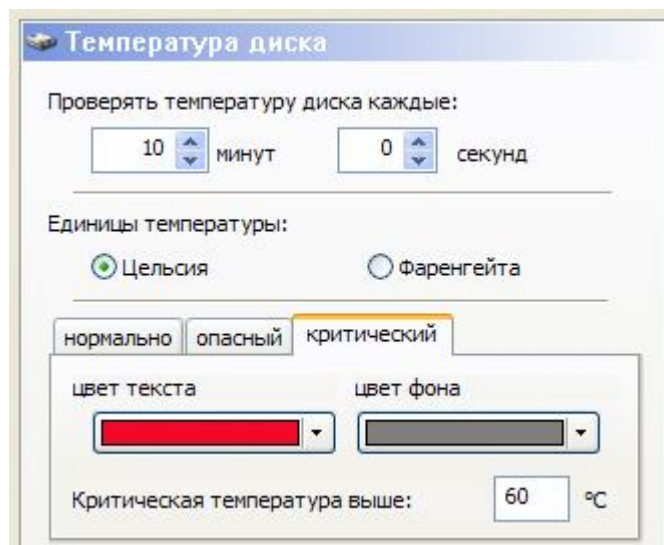 Температура диска
Проверять температуру диска каждые:
10 минут 0 секунд
Единицы температуры:
Цельсия Фаренгейта
нормально опасный критический
цвет текста цвет фона
Критическая температура выше: 60 ºC